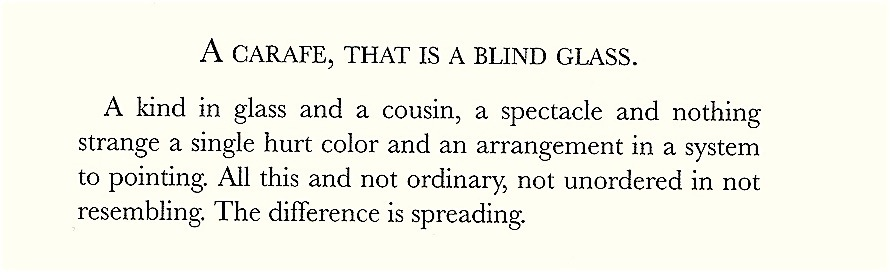 A CARAFE, THAT IS A BLIND GLASS.
A kind in glass and a cousin, a spectacle and nothing
strange a single hurt color and an arrangement in a system
to pointing. All this and not ordinary, not unordered in not
resembling. The difference is spreading.